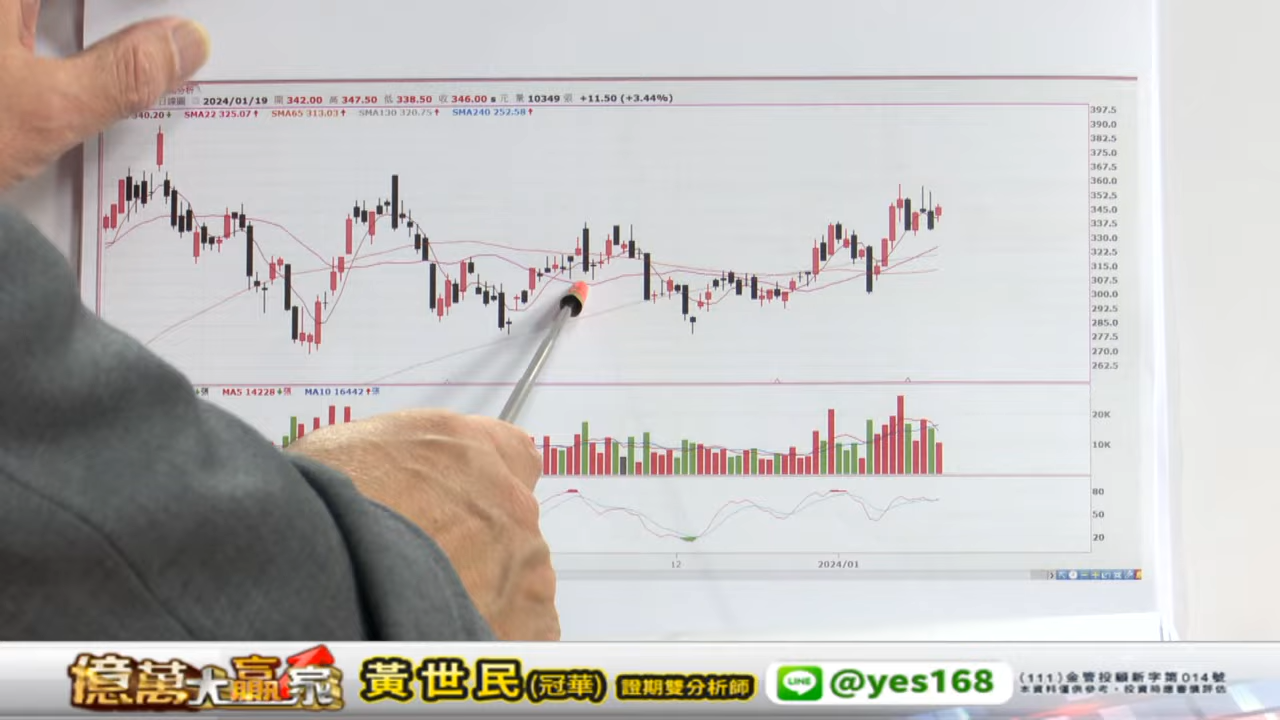 2024/01/19 開 342.00 高 347.50 低 338.50 收 346.00 s 元 量 10349 張 +11.50 (+3.44%)
340.20↓ SMA22 325.07↑ SMA65 313.03↑ SMA130 320.75↑ SMA240 252.58↑
397.5
390.0
382.5
375.0
367.5
360.0
352.5
345.0
337.5
330.0
322.5
315.0
307.5
300.0
292.5
285.0
277.5
270.0
262.5
MA5 14228↓張 MA10 16442↑張
20K
10K
80
50
20
12 2024/01
億萬大贏家 黃世民(冠華) 證期雙分析師 LINE @yes168
(111)金管投顧新字第014號
本資料僅供參考，投資時應審慎評估